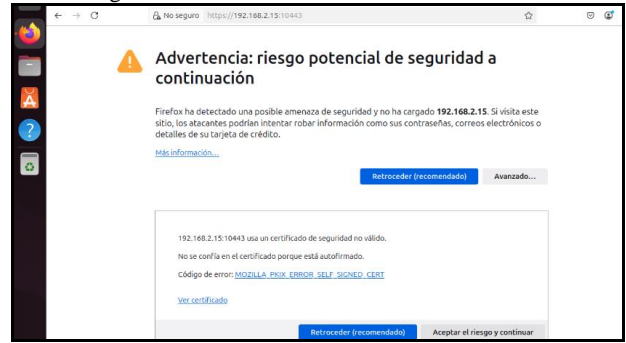 No seguro https://192.168.2.15:10443
Advertencia: riesgo potencial de seguridad a
continuación
Firefox ha detectado una posible amenaza de seguridad y no ha cargado 192.168.2.15. Si visita este
sitio, los atacantes podrían intentar robar información como sus contraseñas, correos electrónicos o
detalles de su tarjeta de crédito.
Más información...
Retroceder (recomendado) Avanzado...
192.168.2.15:10443 usa un certificado de seguridad no válido.
No se confía en el certificado porque está autofirmado.
Código de error: MOZILLA_PKIX_ERROR_SELF_SIGNED_CERT
Ver certificado
Retroceder (recomendado) Aceptar el riesgo y continuar